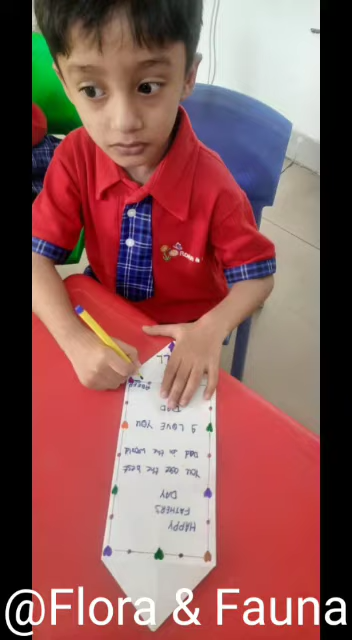 HAPPY
FATHERS
DAY
You are the best
Dad in the world
I LOVE YOU
DAD
@Flora & Fauna